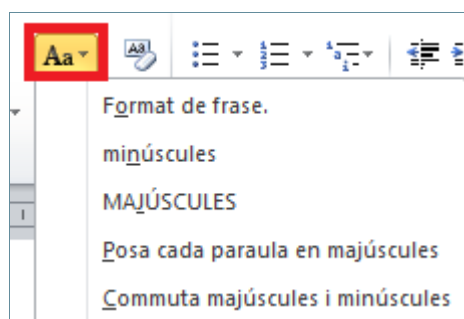 Aa
Format de frase.
minúscules
MAJÚSCULES
Posa cada paraula en majúscules
Commuta majúscules i minúscules